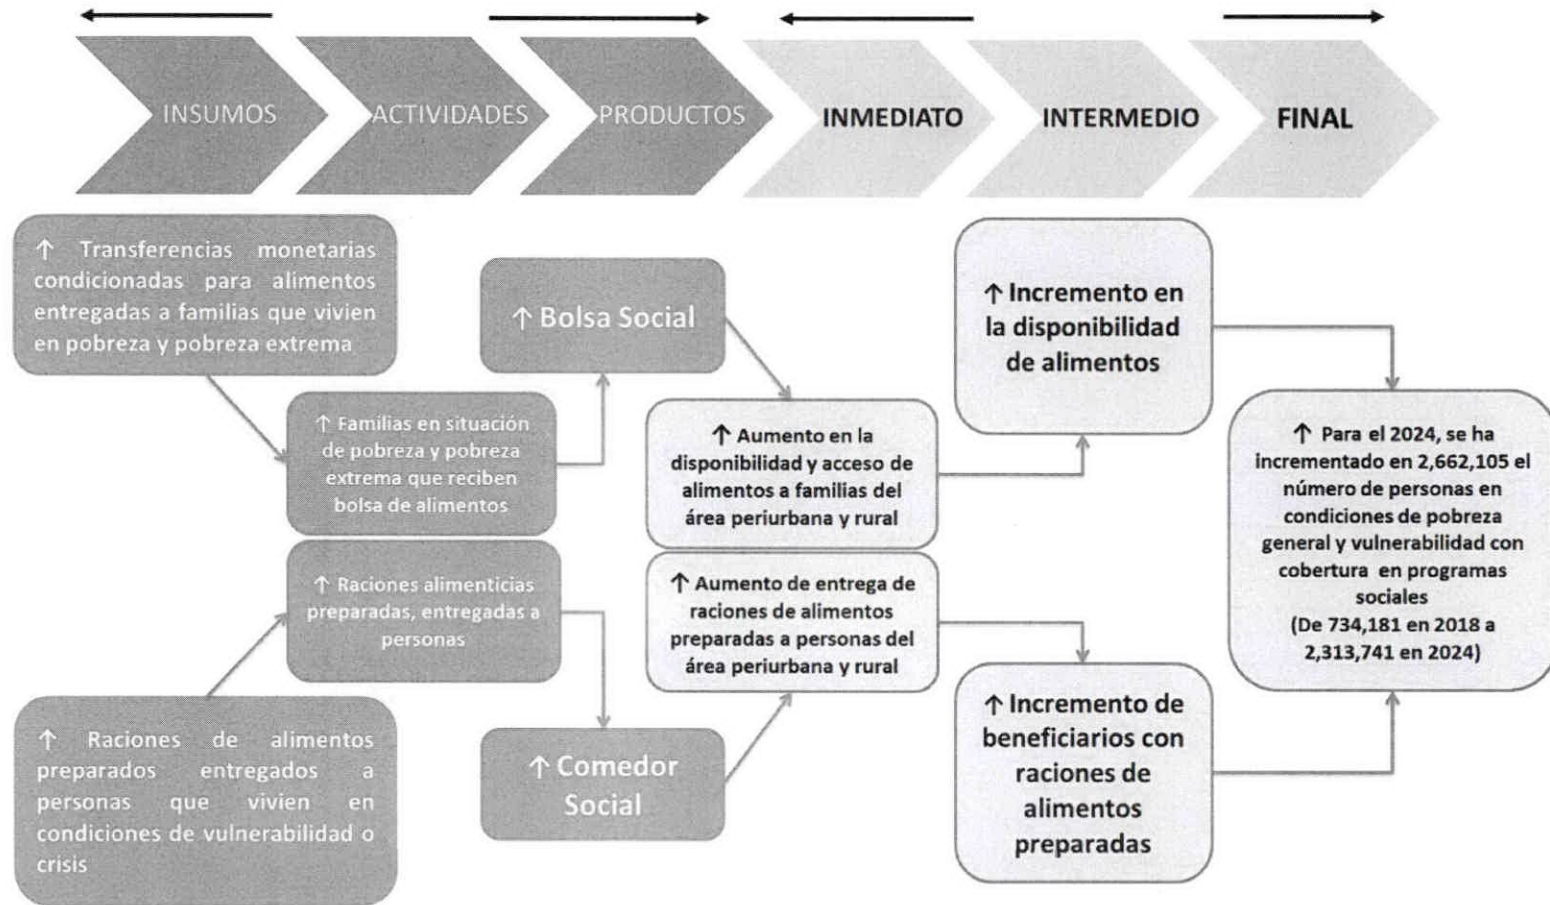 INSUMOS
ACTIVIDADES
PRODUCTOS
INMEDIATO
INTERMEDIO
FINAL
↑ Transferencias monetarias
condicionadas para alimentos
entregadas a familias que vivien
en pobreza y pobreza extrema
↑ Familias en situación
de pobreza y pobreza
extrema que reciben
bolsa de alimentos
↑ Bolsa Social
↑ Aumento en la
disponibilidad y acceso de
alimentos a familias del
área periurbana y rural
↑ Incremento en
la disponibilidad
de alimentos
↑ Raciones de alimentos
preparados entregados a
personas que vivien en
condiciones de vulnerabilidad o
crisis
↑ Raciones alimenticias
preparadas, entregadas a
personas
↑ Comedor
Social
↑ Aumento de entrega de
raciones de alimentos
preparadas a personas del
área periurbana y rural
↑ Incremento de
beneficiarios con
raciones de
alimentos
preparadas
↑ Para el 2024, se ha
incrementado en 2,662,105 el
número de personas en
condiciones de pobreza
general y vulnerabilidad con
cobertura en programas
sociales
(De 734,181 en 2018 a
2,313,741 en 2024)